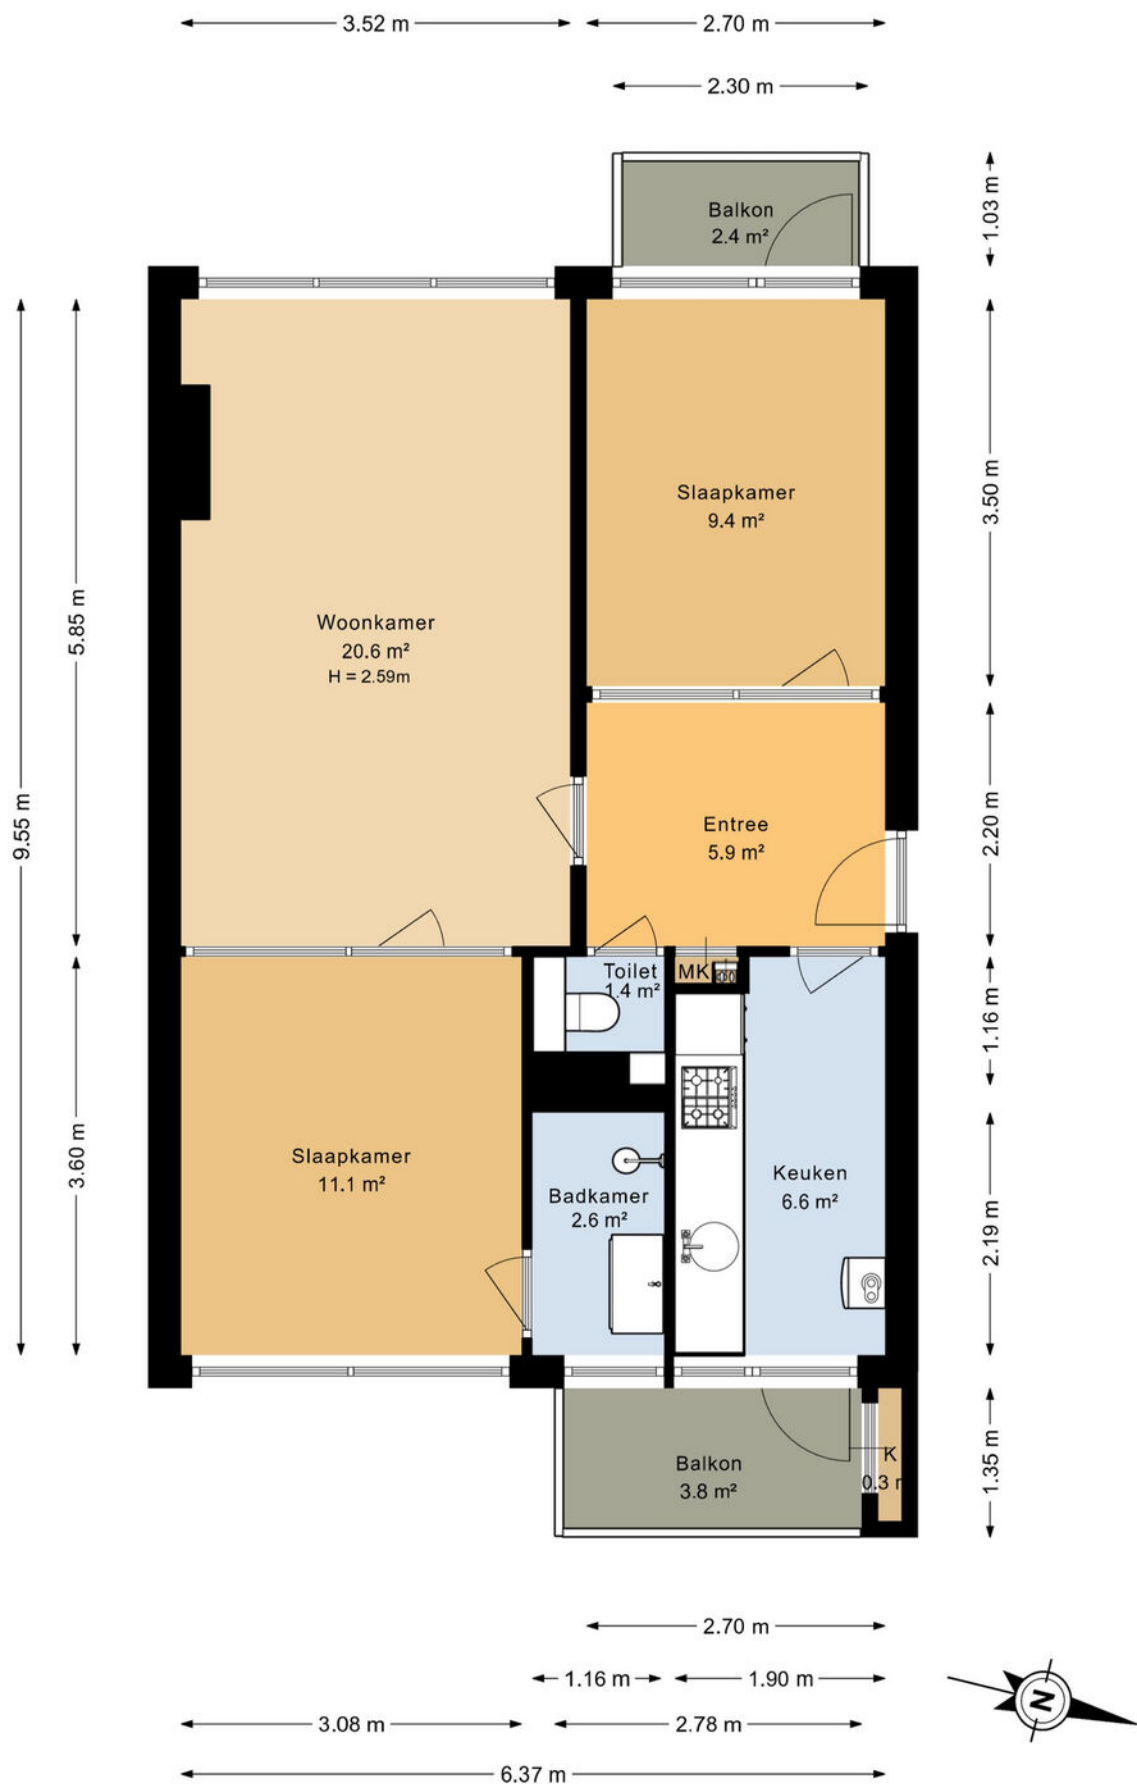 3.52 m
2.70 m
2.30 m
Balkon
2.4 m²
1.03 m
Slaapkamer
9.4 m²
3.50 m
Woonkamer
20.6 m²
H = 2.59m
5.85 m
9.55 m
Entree
5.9 m²
2.20 m
Toilet
1.4 m²
MK
1.16 m
Slaapkamer
11.1 m²
3.60 m
Badkamer
2.6 m²
Keuken
6.6 m²
2.19 m
Balkon
3.8 m²
K
0.3
1.35 m
2.70 m
1.16 m
1.90 m
3.08 m
2.78 m
6.37 m
N